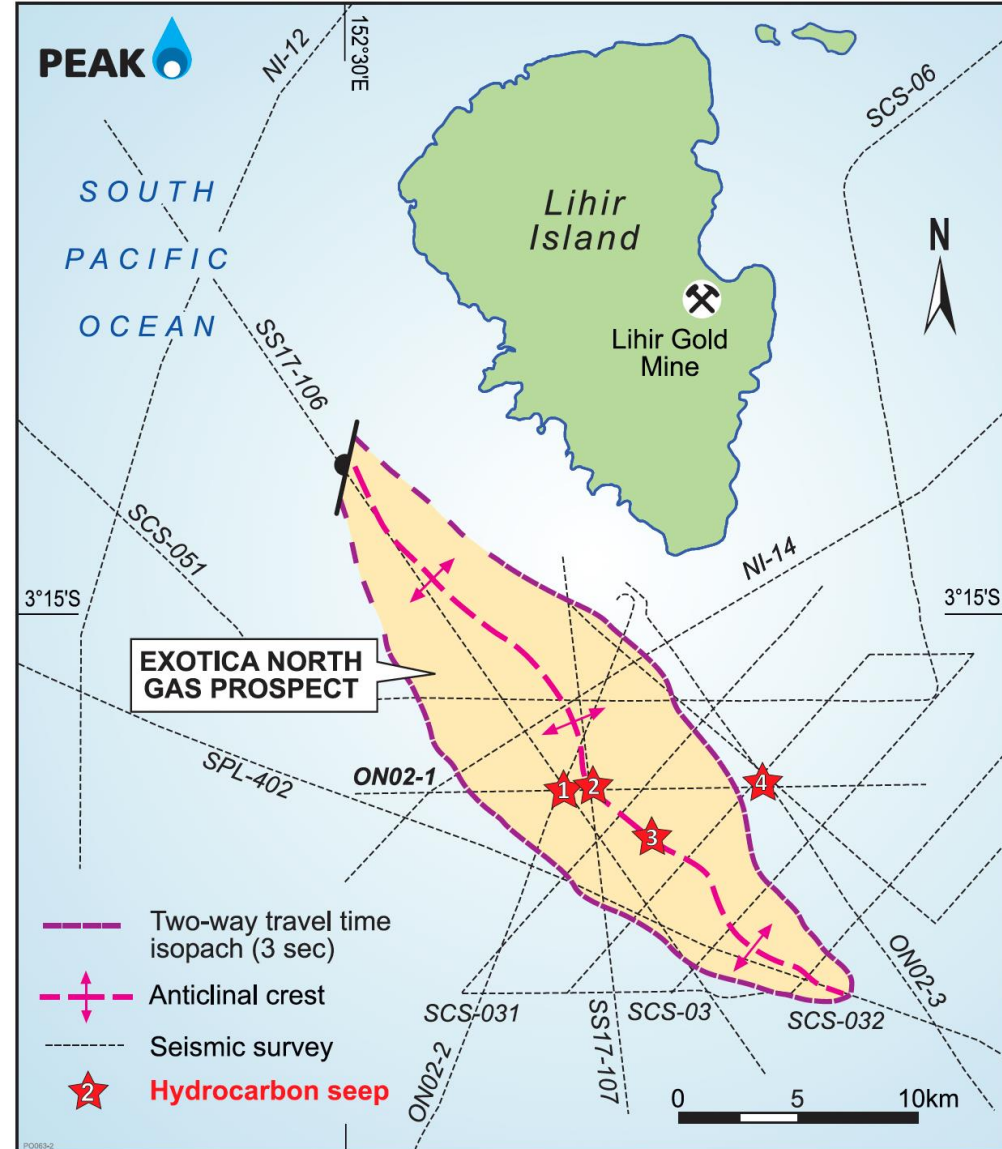 PEAK
NI-12
152°30'E
SCS-06
SOUTH
PACIFIC
OCEAN
Lihir
Island
N
Lihir Gold
Mine
SS17-106
SCS-051
NI-14
3°15'S
3°15'S
EXOTICA NORTH
GAS PROSPECT
SPL-402
ON02-1
1
2
4
3
Two-way travel time
isopach (3 sec)
Anticlinal crest
Seismic survey
2
Hydrocarbon seep
SCS-031
SCS-03
SCS-032
ON02-3
ON02-2
SS17-107
0 5 10km
PO063-2